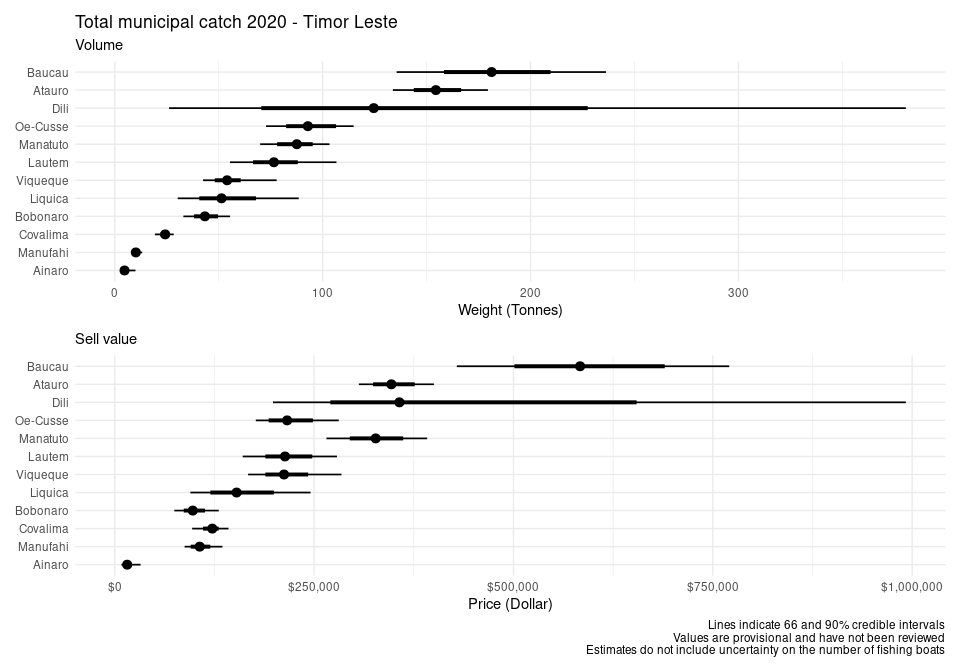 Total municipal catch 2020 - Timor Leste
Volume
Baucau
Atauro
Dili
Oe-Cusse
Manatuto
Lautem
Viqueque
Liquica
Bobonaro
Covalima
Manufahi
Ainaro
0 100 200 300
Weight (Tonnes)
Sell value
Baucau
Atauro
Dili
Oe-Cusse
Manatuto
Lautem
Viqueque
Liquica
Bobonaro
Covalima
Manufahi
Ainaro
$0 $250,000 $500,000 $750,000 $1,000,000
Price (Dollar)
Lines indicate 66 and 90% credible intervals
Values are provisional and have not been reviewed
Estimates do not include uncertainty on the number of fishing boats